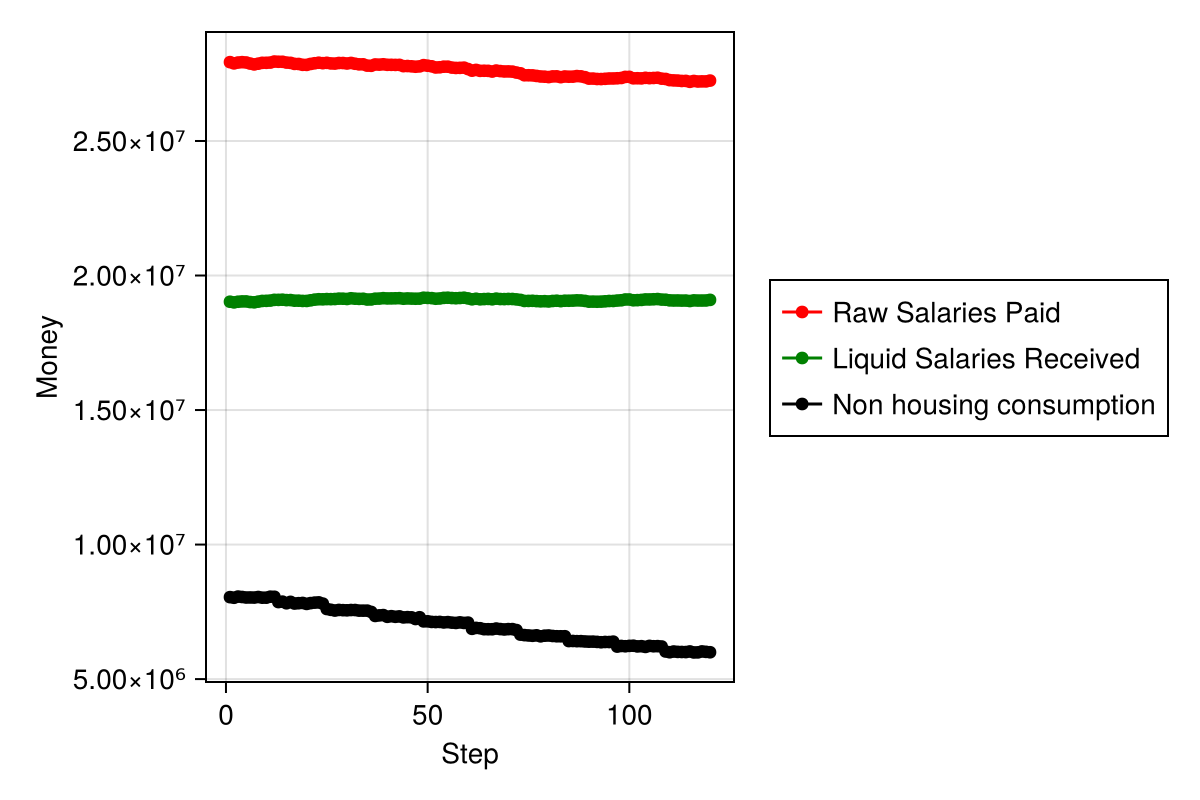 2.50×10⁷
2.00×10⁷
1.50×10⁷
1.00×10⁷
5.00×10⁶
Money
0 50 100
Step
Raw Salaries Paid
Liquid Salaries Received
Non housing consumption